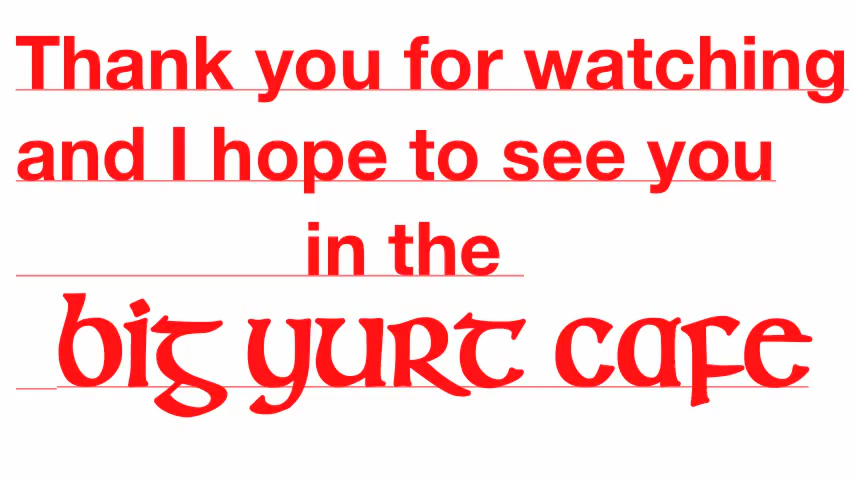 Thank you for watching
and I hope to see you
in the
big yurt cafe